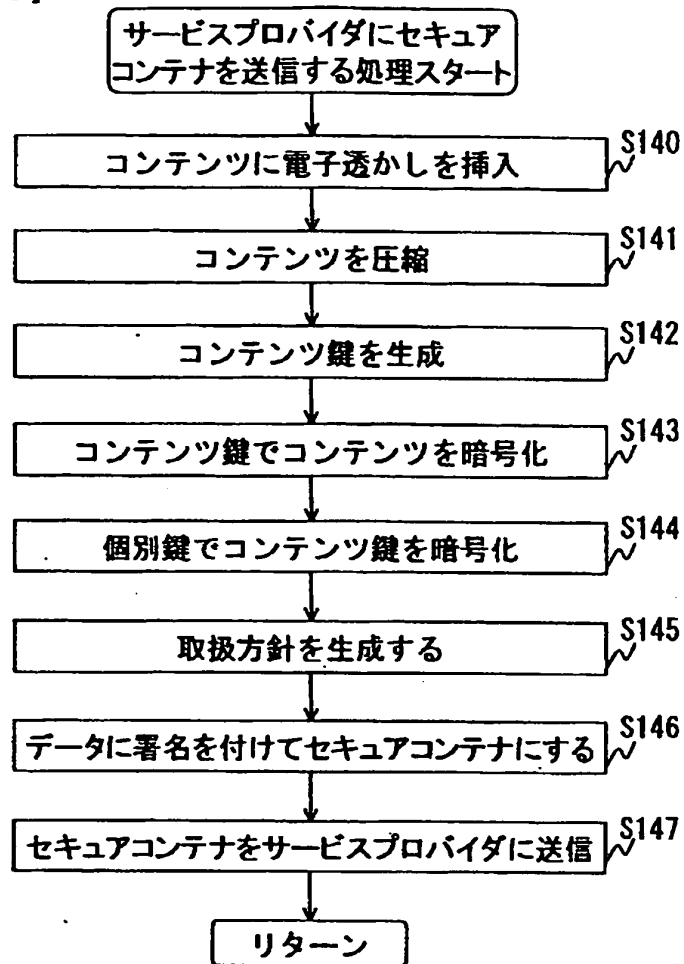 サービスプロバイダにセキュア
コンテナを送信する処理スタート
S140
コンテンツに電子透かしを挿入
S141
コンテンツを圧縮
S142
コンテンツ鍵を生成
S143
コンテンツ鍵でコンテンツを暗号化
S144
個別鍵でコンテンツ鍵を暗号化
S145
取扱方針を生成する
S146
データに署名を付けてセキュアコンテナにする
S147
セキュアコンテナをサービスプロバイダに送信
リターン